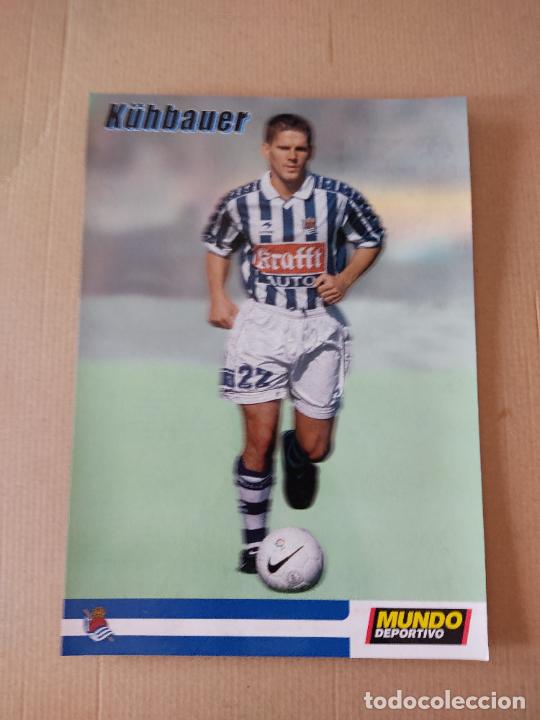 Kühbauer
Krafft
AUTO
22
MUNDO
DEPORTIVO
todocoleccion